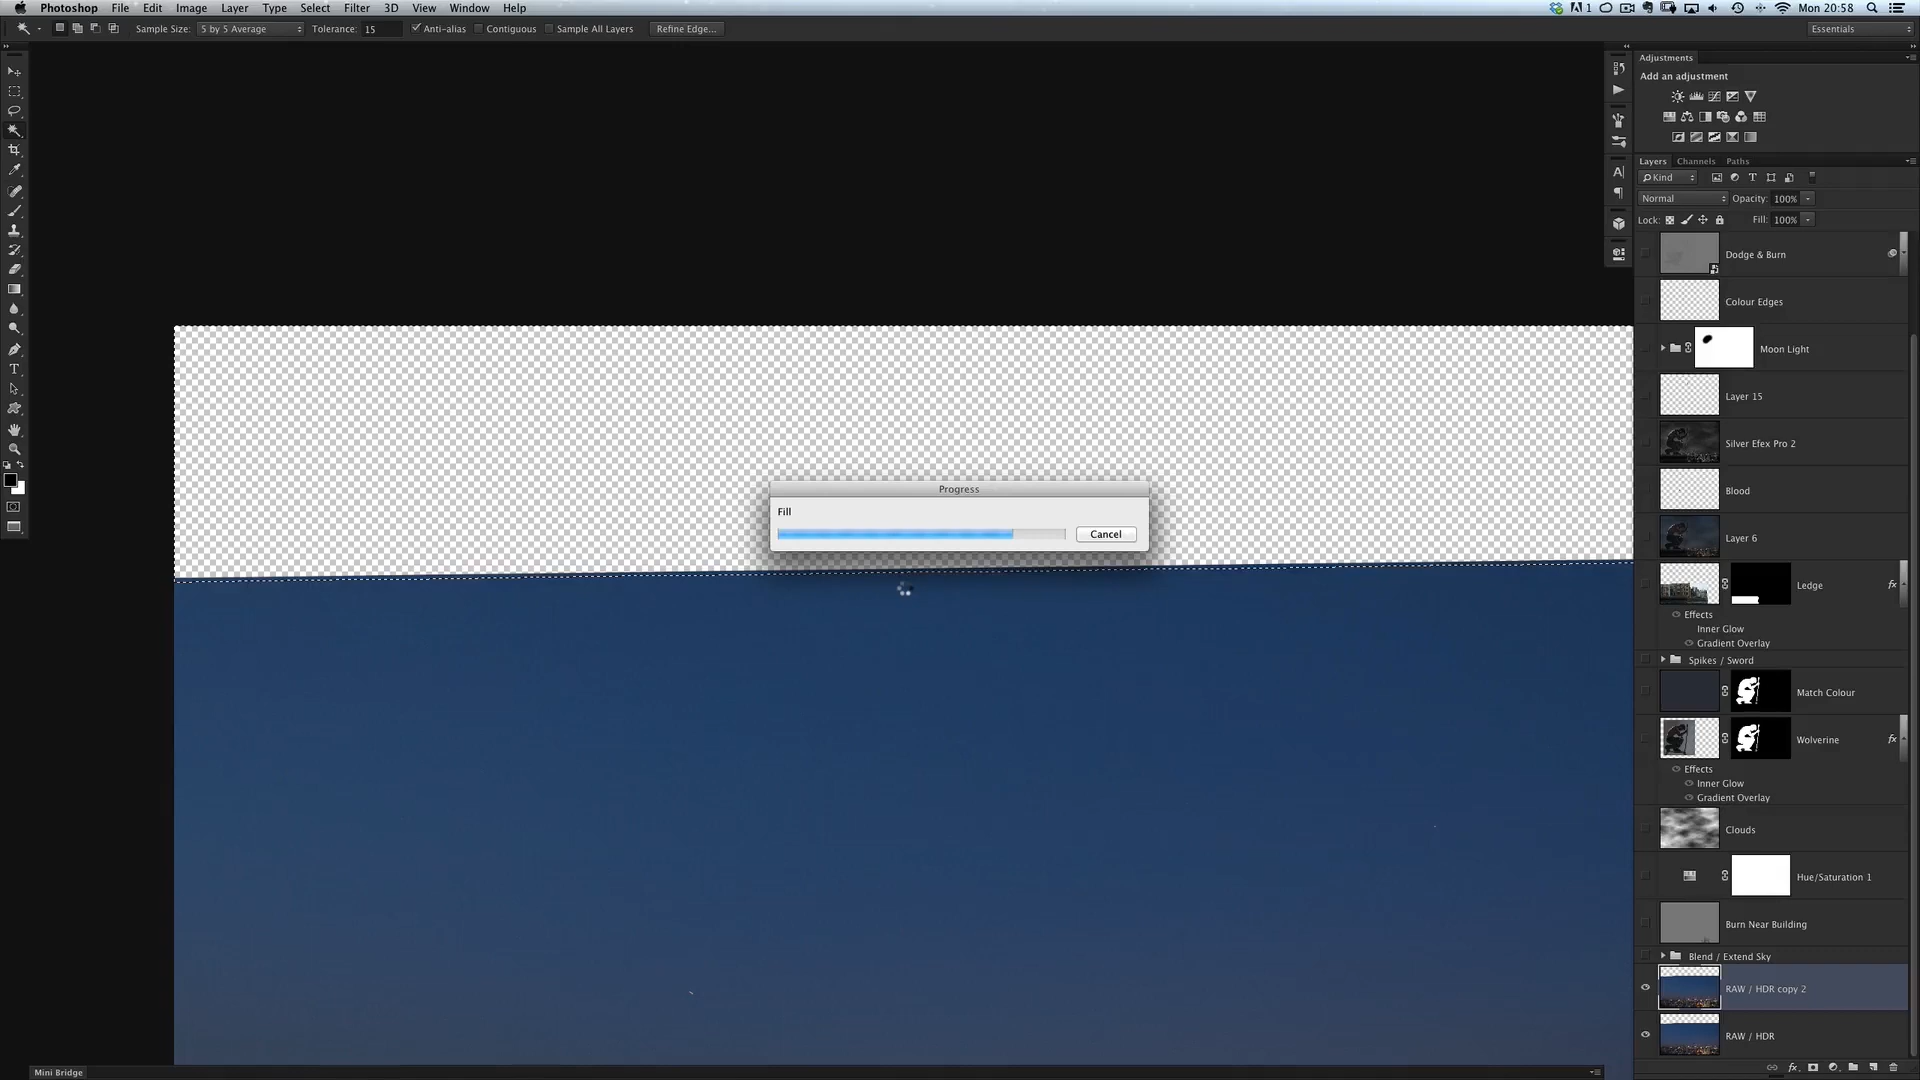 Photoshop File Edit Image Layer Type Select Filter 3D View Window Help
1 Mon 20:58
Sample Size: 5 by 5 Average Tolerance: 15 Anti-alias Contiguous Sample All Layers Refine Edge... Essentials
Adjustments
Add an adjustment
Layers Channels Paths
Kind
Normal Opacity: 100%
Lock: Fill: 100%
Dodge & Burn
Colour Edges
Moon Light
Layer 15
Silver Efex Pro 2
Blood
Layer 6
Ledge fx
Effects
Inner Glow
Gradient Overlay
Spikes / Sword
Match Colour
Wolverine fx
Effects
Inner Glow
Gradient Overlay
Clouds
Hue/Saturation 1
Burn Near Building
Blend / Extend Sky
RAW / HDR copy 2
RAW / HDR
Progress
Fill
Cancel
Mini Bridge